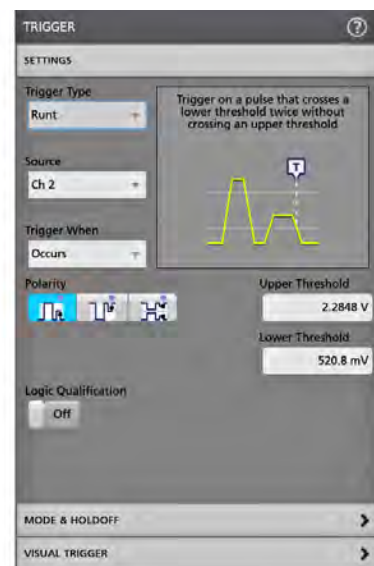 TRIGGER
?
SETTINGS
Trigger Type
Runt
Trigger on a pulse that crosses a
lower threshold twice without
crossing an upper threshold
T
Source
Ch 2
Trigger When
Occurs
Polarity
Upper Threshold
2.2848 V
Lower Threshold
520.8 mV
Logic Qualification
Off
MODE & HOLDOFF
VISUAL TRIGGER